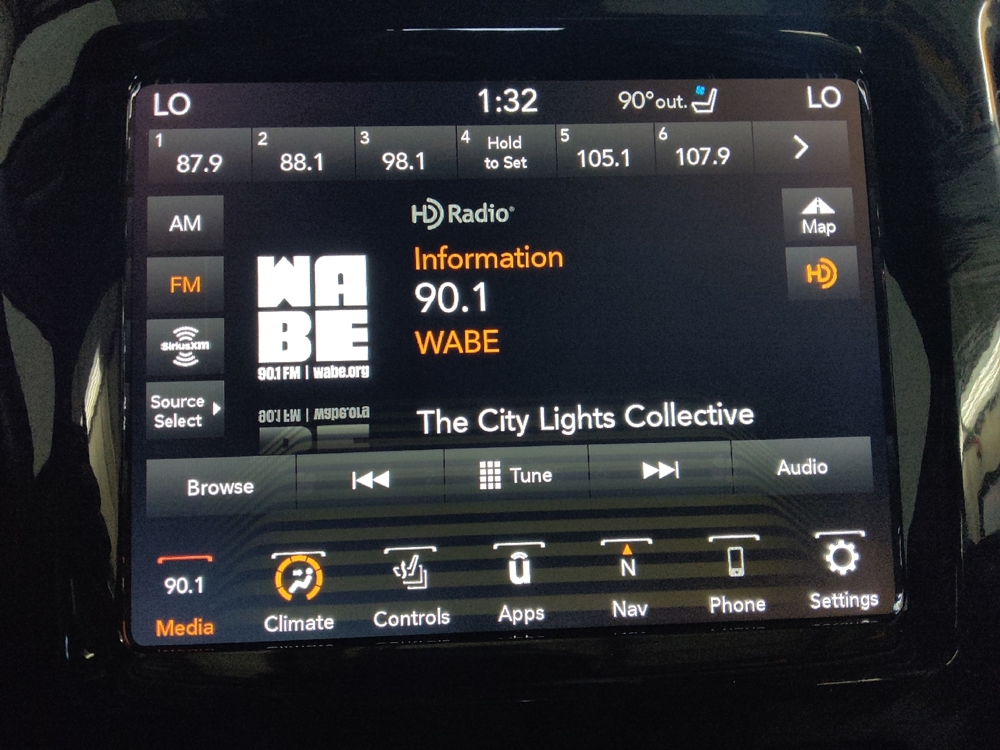 LO 1:32 90° out. LO
1 87.9 2 88.1 3 98.1 4 Hold to Set 5 105.1 6 107.9
AM
HD Radio
Map
Information
FM
HD
90.1
WABE
WA
BE
90.1 FM | wabe.org
SiriusXM
Source Select
The City Lights Collective
Browse Tune Audio
90.1 N
Media Climate Controls Apps Nav Phone Settings